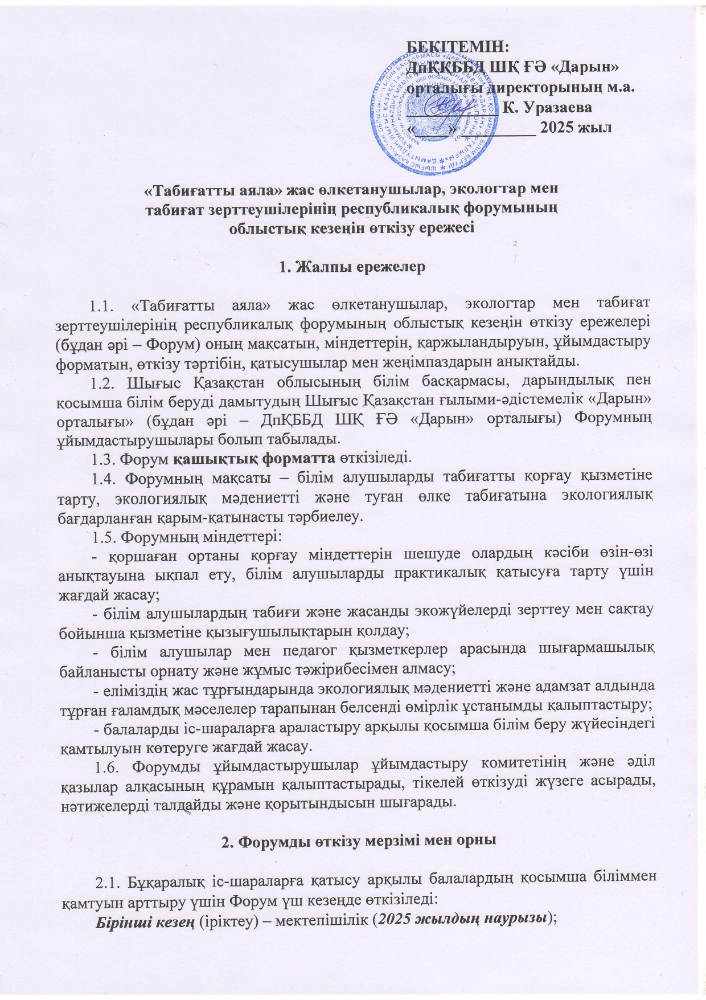 БЕКІТЕМІН:
ДпҚҚББД ШҚ ҒӘ «Дарын»
орталығы директорының м.а.
___________ К. Уразаева
«____» _________ 2025 жыл
«Табиғатты аяла» жас өлкетанушылар, экологтар мен
табиғат зерттеушілерінің республикалық форумының
облыстық кезеңін өткізу ережесі
1. Жалпы ережелер
1.1. «Табиғатты аяла» жас өлкетанушылар, экологтар мен табиғат
зерттеушілерінің республикалық форумының облыстық кезеңін өткізу ережелері
(бұдан әрі – Форум) оның мақсатын, міндеттерін, қаржыландыруын, ұйымдастыру
форматын, өткізу тәртібін, қатысушылар мен жеңімпаздарын анықтайды.
1.2. Шығыс Қазақстан облысының білім басқармасы, дарындылық пен
қосымша білім беруді дамытудың Шығыс Қазақстан ғылыми-әдістемелік «Дарын»
орталығы» (бұдан әрі – ДпҚББД ШҚ ҒӘ «Дарын» орталығы) Форумның
ұйымдастырушылары болып табылады.
1.3. Форум қашықтық форматта өткізіледі.
1.4. Форумның мақсаты – білім алушыларды табиғатты қорғау қызметіне
тарту, экологиялық мәдениетті және туған өлке табиғатына экологиялық
бағдарланған қарым-қатынасты тәрбиелеу.
1.5. Форумның міндеттері:
- қоршаған ортаны қорғау міндеттерін шешуде олардың кәсіби өзін-өзі
анықтауына ықпал ету, білім алушыларды практикалық қатысуға тарту үшін
жағдай жасау;
- білім алушылардың табиғи және жасанды экожүйелерді зерттеу мен сақтау
бойынша қызметіне қызығушылықтарын қолдау;
- білім алушылар мен педагог қызметкерлер арасында шығармашылық
байланысты орнату және жұмыс тәжірибесімен алмасу;
- еліміздің жас тұрғындарында экологиялық мәдениетті және адамзат алдында
тұрған ғаламдық мәселелер тарапынан белсенді өмірлік ұстанымды қалыптастыру;
- балаларды іс-шараларға араластыру арқылы қосымша білім беру жүйесіндегі
қамтылуын көтеруге жағдай жасау.
1.6. Форумды ұйымдастырушылар ұйымдастыру комитетінің және әділ
қазылар алқасының құрамын қалыптастырады, тікелей өткізуді жүзеге асырады,
нәтижелерді талдайды және қорытындысын шығарады.
2. Форумды өткізу мерзімі мен орны
2.1. Бұқаралық іс-шараларға қатысу арқылы балалардың қосымша біліммен
қамтуын арттыру үшін Форум үш кезеңде өткізіледі:
Бірінші кезең (іріктеу) – мектепішілік (2025 жылдың наурызы);